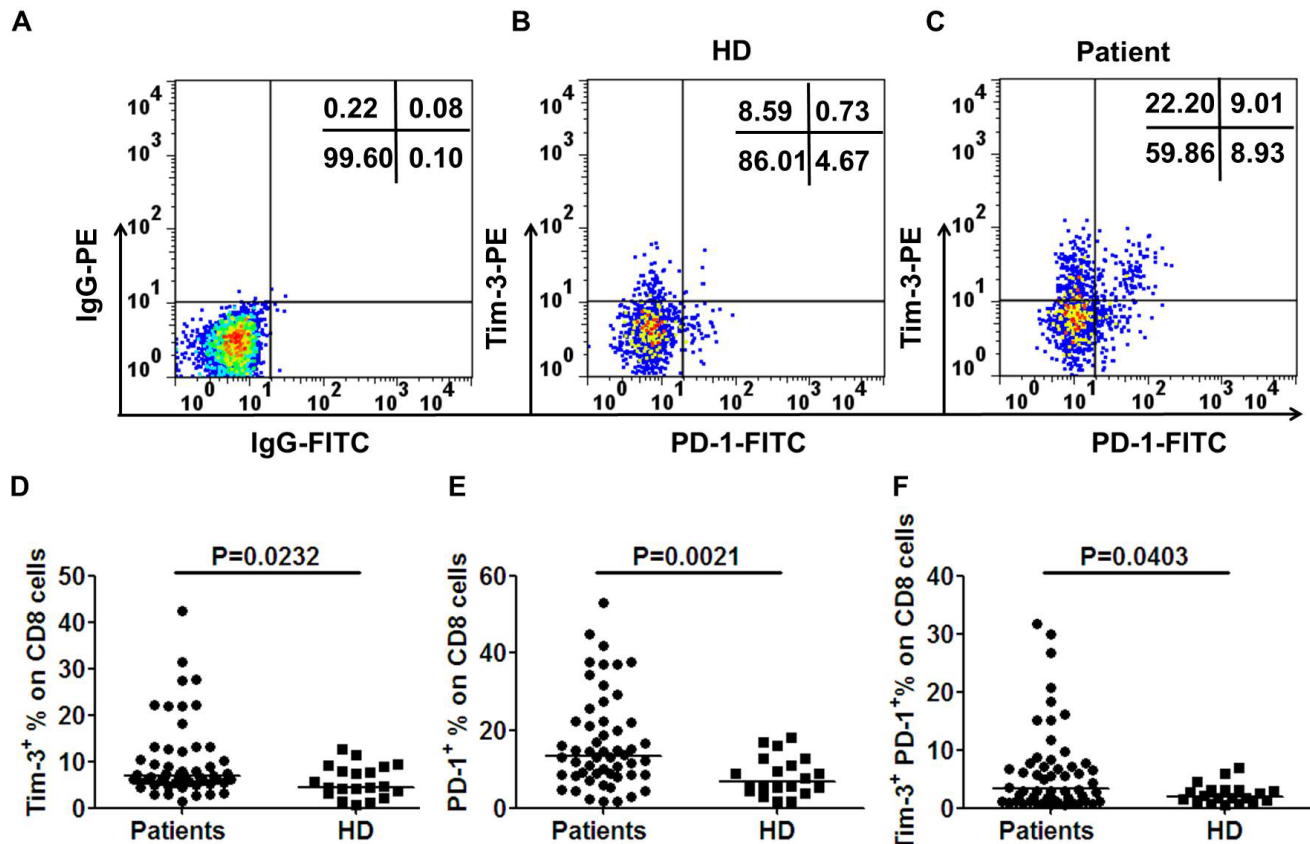 A
B
C
HD
Patient
10⁴
10³
10²
10¹
10⁰
0.22 0.08
99.60 0.10
IgG-PE
10⁰ 10¹ 10² 10³ 10⁴
IgG-FITC
10⁴
10³
10²
10¹
10⁰
8.59 0.73
86.01 4.67
Tim-3-PE
10⁰ 10¹ 10² 10³ 10⁴
PD-1-FITC
10⁴
10³
10²
10¹
10⁰
22.20 9.01
59.86 8.93
Tim-3-PE
10⁰ 10¹ 10² 10³ 10⁴
PD-1-FITC
D
P=0.0232
Tim-3⁺ % on CD8 cells
50
40
30
20
10
0
Patients HD
E
P=0.0021
PD-1⁺ % on CD8 cells
60
40
20
0
Patients HD
F
P=0.0403
Tim-3⁺ PD-1⁺% on CD8 cells
40
30
20
10
0
Patients HD